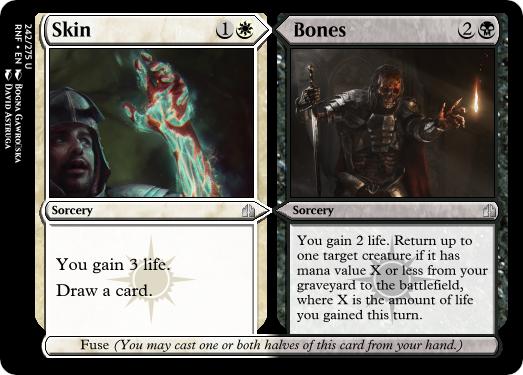 Skin 1
Sorcery
You gain 3 life.
Draw a card.
Bones 2
Sorcery
You gain 2 life. Return up to
one target creature if it has
mana value X or less from your
graveyard to the battlefield,
where X is the amount of life
you gained this turn.
Fuse (You may cast one or both halves of this card from your hand.)
242/275 U
RNF • EN Bogna Gawrońska
David Astruga